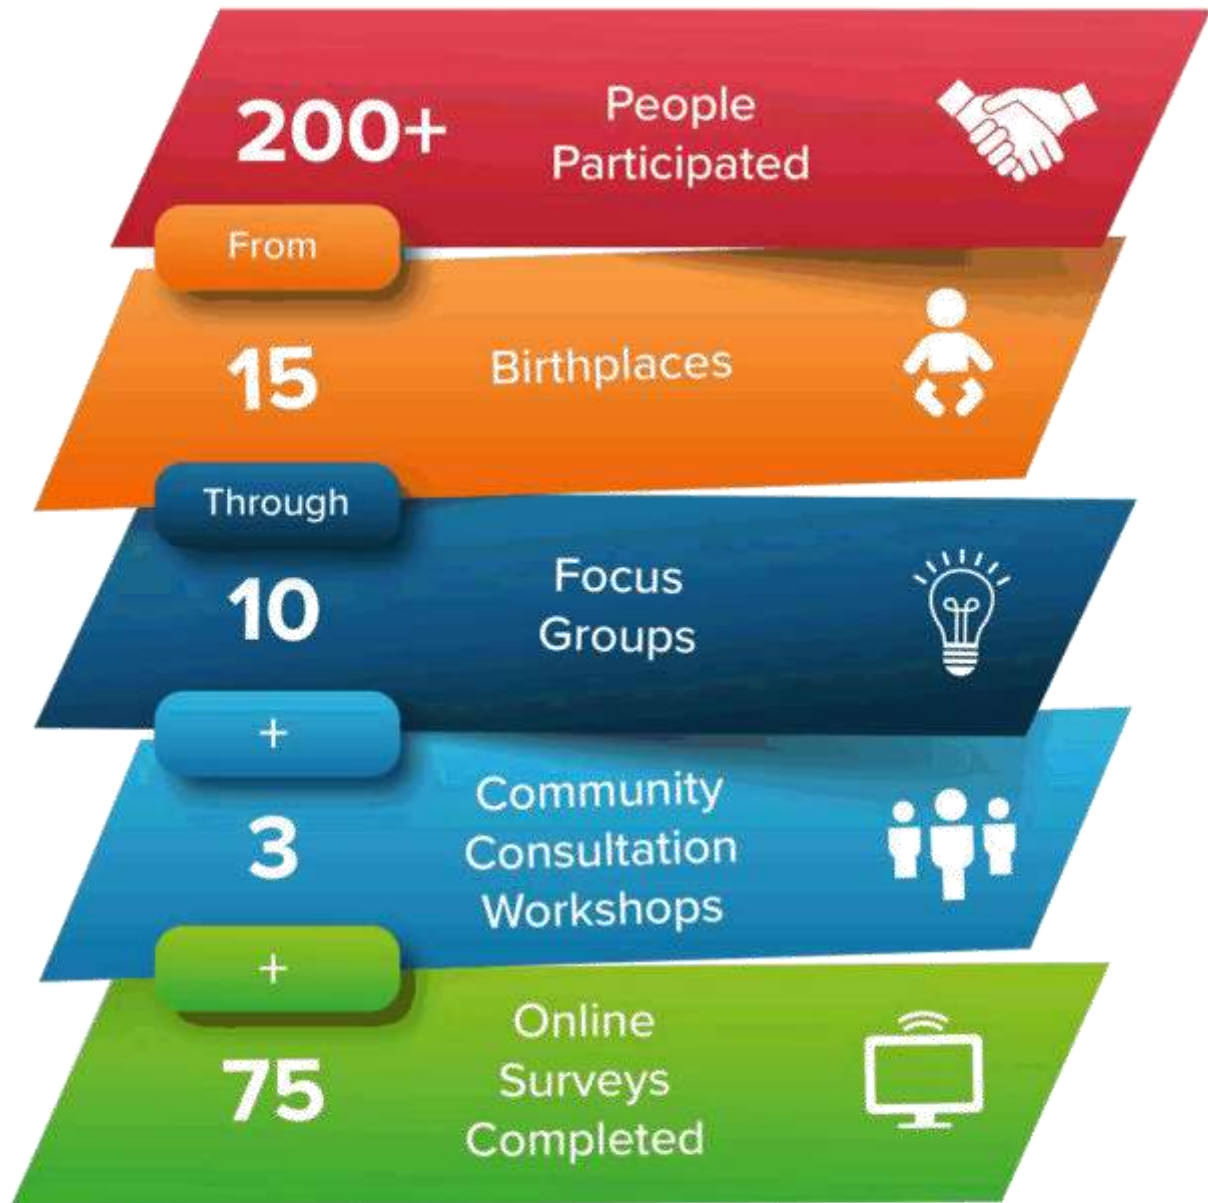 200+
People
Participated
From
15
Birthplaces
Through
10
Focus
Groups
+
3
Community
Consultation
Workshops
+
75
Online
Surveys
Completed